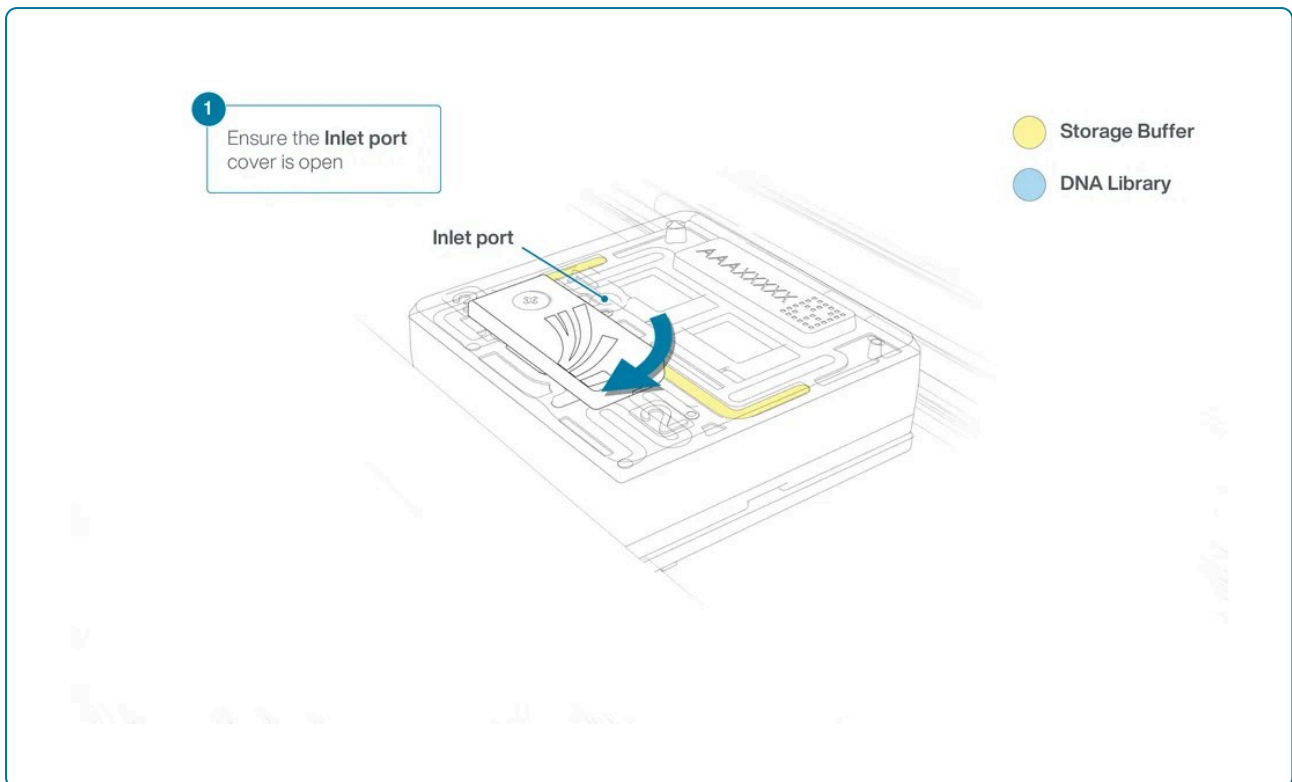 1
Ensure the Inlet port
cover is open
Storage Buffer
DNA Library
Inlet port
AAAXXXXX